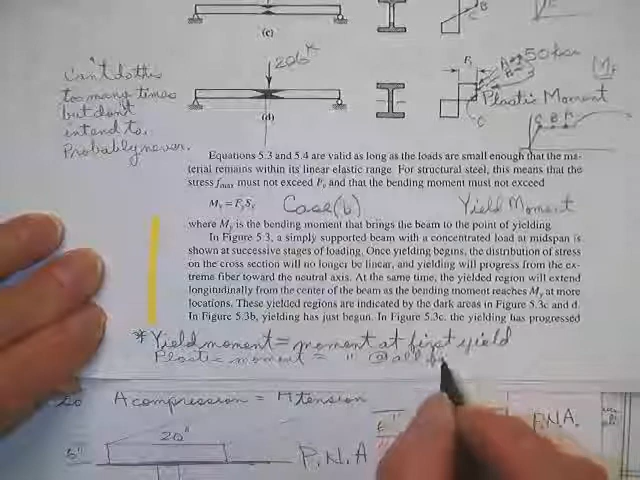 (c)
206 K
50 ksi
Can't do this
too many times
but don't
intend to.
Probably never.
Plastic Moment
C B A
(d)
Equations 5.3 and 5.4 are valid as long as the loads are small enough that the ma-
terial remains within its linear elastic range. For structural steel, this means that the
stress fmax must not exceed Fy and that the bending moment must not exceed
My = FySx Case (b) Yield Moment
where My is the bending moment that brings the beam to the point of yielding.
In Figure 5.3, a simply supported beam with a concentrated load at midspan is
shown at successive stages of loading. Once yielding begins, the distribution of stress
on the cross section will no longer be linear, and yielding will progress from the ex-
treme fiber toward the neutral axis. At the same time, the yielded region will extend
longitudinally from the center of the beam as the bending moment reaches My at more
locations. These yielded regions are indicated by the dark areas in Figure 5.3c and d.
In Figure 5.3b, yielding has just begun. In Figure 5.3c, the yielding has progressed
* Yield moment = moment at first yield
Plastic moment = " @ all
A compression = A tension
20"
P.N.A
P.N.A.